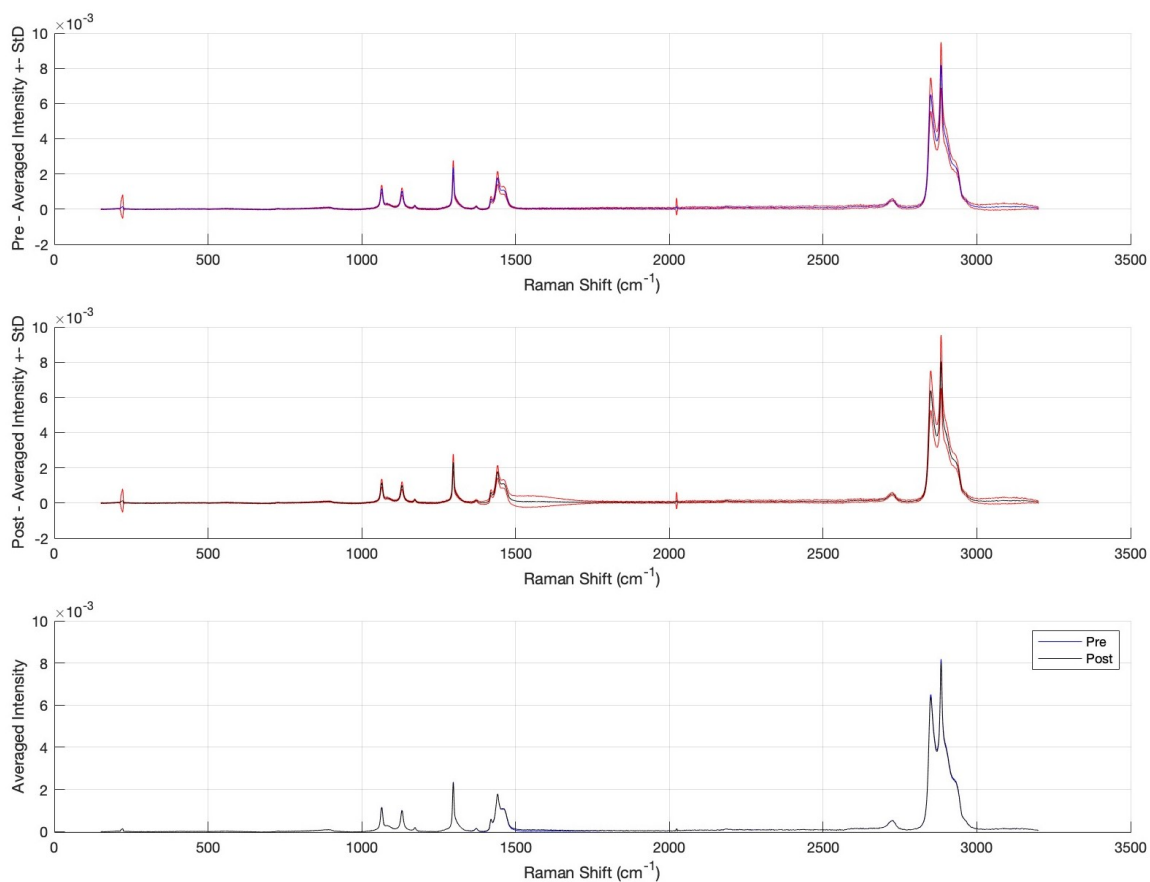 ×10-3
10
8
6
4
2
0
-2
Pre - Averaged Intensity +- StD
0 500 1000 1500 2000 2500 3000 3500
Raman Shift (cm-1)
×10-3
10
8
6
4
2
0
-2
Post - Averaged Intensity +- StD
0 500 1000 1500 2000 2500 3000 3500
Raman Shift (cm-1)
×10-3
10
8
6
4
2
0
Averaged Intensity
Pre
Post
0 500 1000 1500 2000 2500 3000 3500
Raman Shift (cm-1)